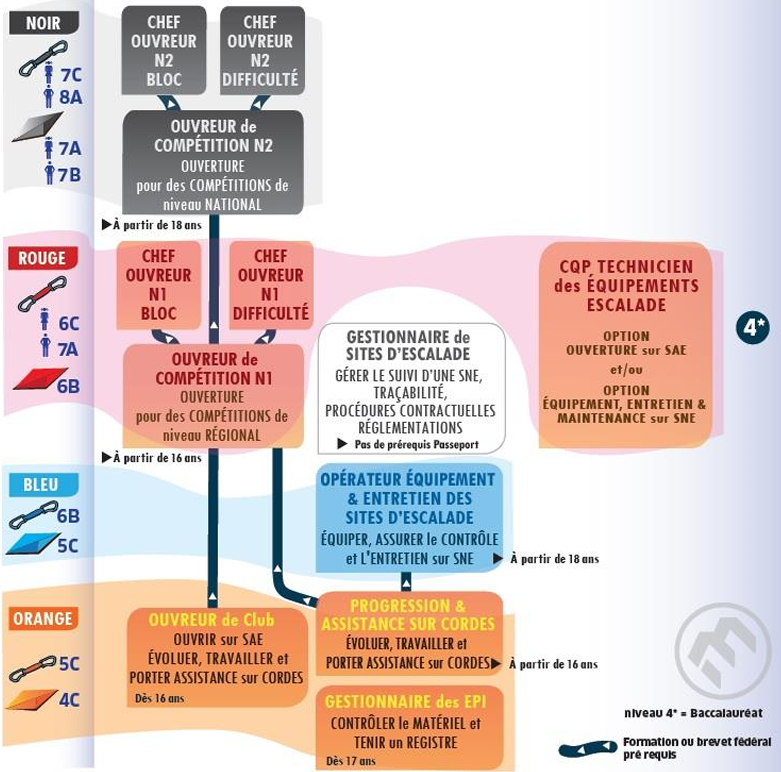 NOIR
7C
8A
7A
7B
CHEF
OUVREUR
N2
BLOC
CHEF
OUVREUR
N2
DIFFICULTÉ
OUVREUR de
COMPÉTITION N2
OUVERTURE
pour des COMPÉTITIONS de
niveau NATIONAL
À partir de 18 ans
ROUGE
6C
7A
6B
CHEF
OUVREUR
N1
BLOC
CHEF
OUVREUR
N1
DIFFICULTÉ
OUVREUR de
COMPÉTITION N1
OUVERTURE
pour des COMPÉTITIONS de
niveau RÉGIONAL
À partir de 16 ans
GESTIONNAIRE de
SITES D'ESCALADE
GÉRER LE SUIVI D'UNE SNE,
TRAÇABILITÉ,
PROCÉDURES CONTRACTUELLES
RÉGLEMENTATIONS
Pas de prérequis Passeport
CQP TECHNICIEN
des ÉQUIPEMENTS
ESCALADE
OPTION
OUVERTURE sur SAE
et/ou
OPTION
ÉQUIPEMENT, ENTRETIEN &
MAINTENANCE sur SNE
4*
BLEU
6B
5C
OPÉRATEUR ÉQUIPEMENT
& ENTRETIEN DES
SITES D'ESCALADE
ÉQUIPER, ASSURER le CONTRÔLE
et L'ENTRETIEN sur SNE
À partir de 18 ans
ORANGE
5C
4C
OUVREUR de Club
OUVRIR sur SAE
ÉVOLUER, TRAVAILLER et
PORTER ASSISTANCE sur CORDES
Dès 16 ans
PROGRESSION &
ASSISTANCE SUR CORDES
ÉVOLUER, TRAVAILLER et
PORTER ASSISTANCE sur CORDES
À partir de 16 ans
GESTIONNAIRE des EPI
CONTRÔLER le MATÉRIEL et
TENIR un REGISTRE
Dès 17 ans
niveau 4* = Baccalauréat
Formation ou brevet fédéral
pré requis